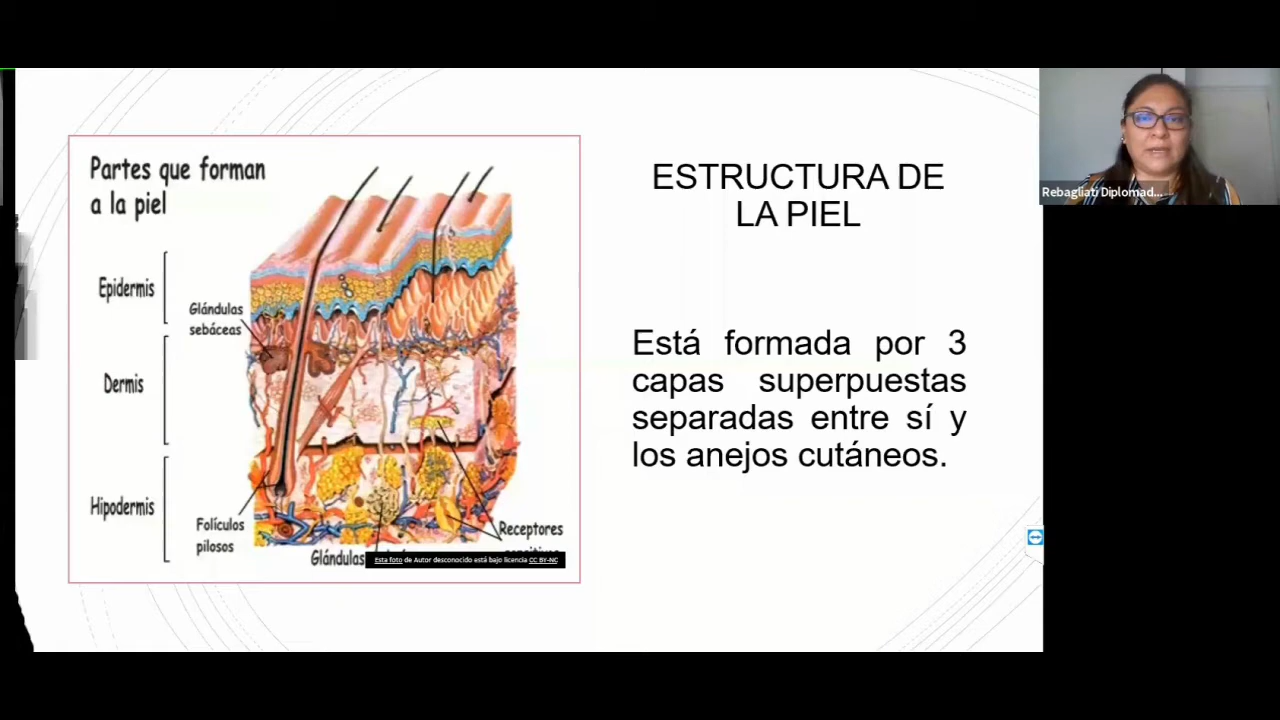 Partes que forman
a la piel
Epidermis
Glándulas
sebáceas
Dermis
Hipodermis
Folículos
pilosos
Glándulas
Receptores
Esta foto de Autor desconocido está bajo licencia CC BY-NC
ESTRUCTURA DE
LA PIEL
Está formada por 3
capas superpuestas
separadas entre sí y
los anejos cutáneos.
Rebagliati Diplomad...